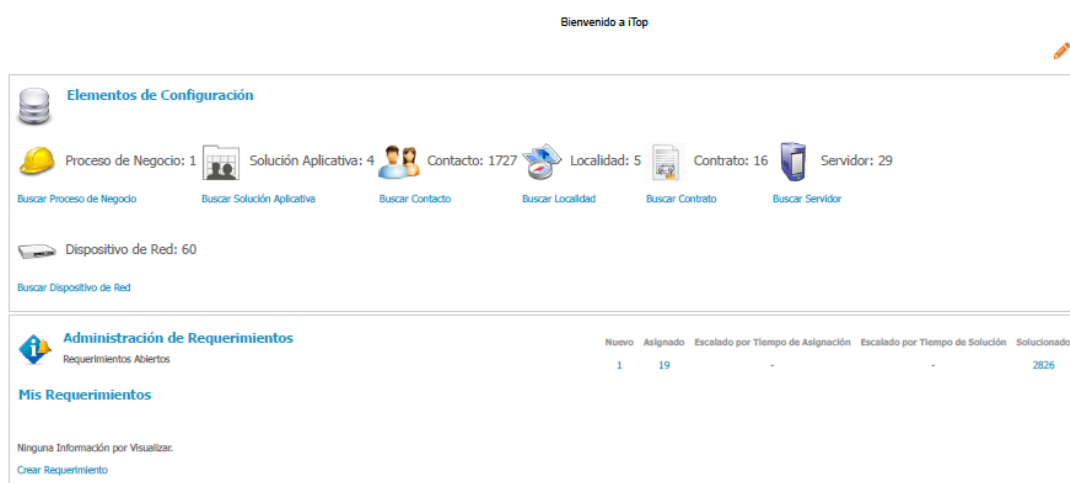 Bienvenido a iTop
Elementos de Configuración
Proceso de Negocio: 1 Solución Aplicativa: 4 Contacto: 1727 Localidad: 5 Contrato: 16 Servidor: 29
Buscar Proceso de Negocio Buscar Solución Aplicativa Buscar Contacto Buscar Localidad Buscar Contrato Buscar Servidor
Dispositivo de Red: 60
Buscar Dispositivo de Red
Administración de Requerimientos
Requerimientos Abiertos
Nuevo Asignado Escalado por Tiempo de Asignación Escalado por Tiempo de Solución Solucionado
1 19 - - 2826
Mis Requerimientos
Ninguna Información por Visualizar.
Crear Requerimiento